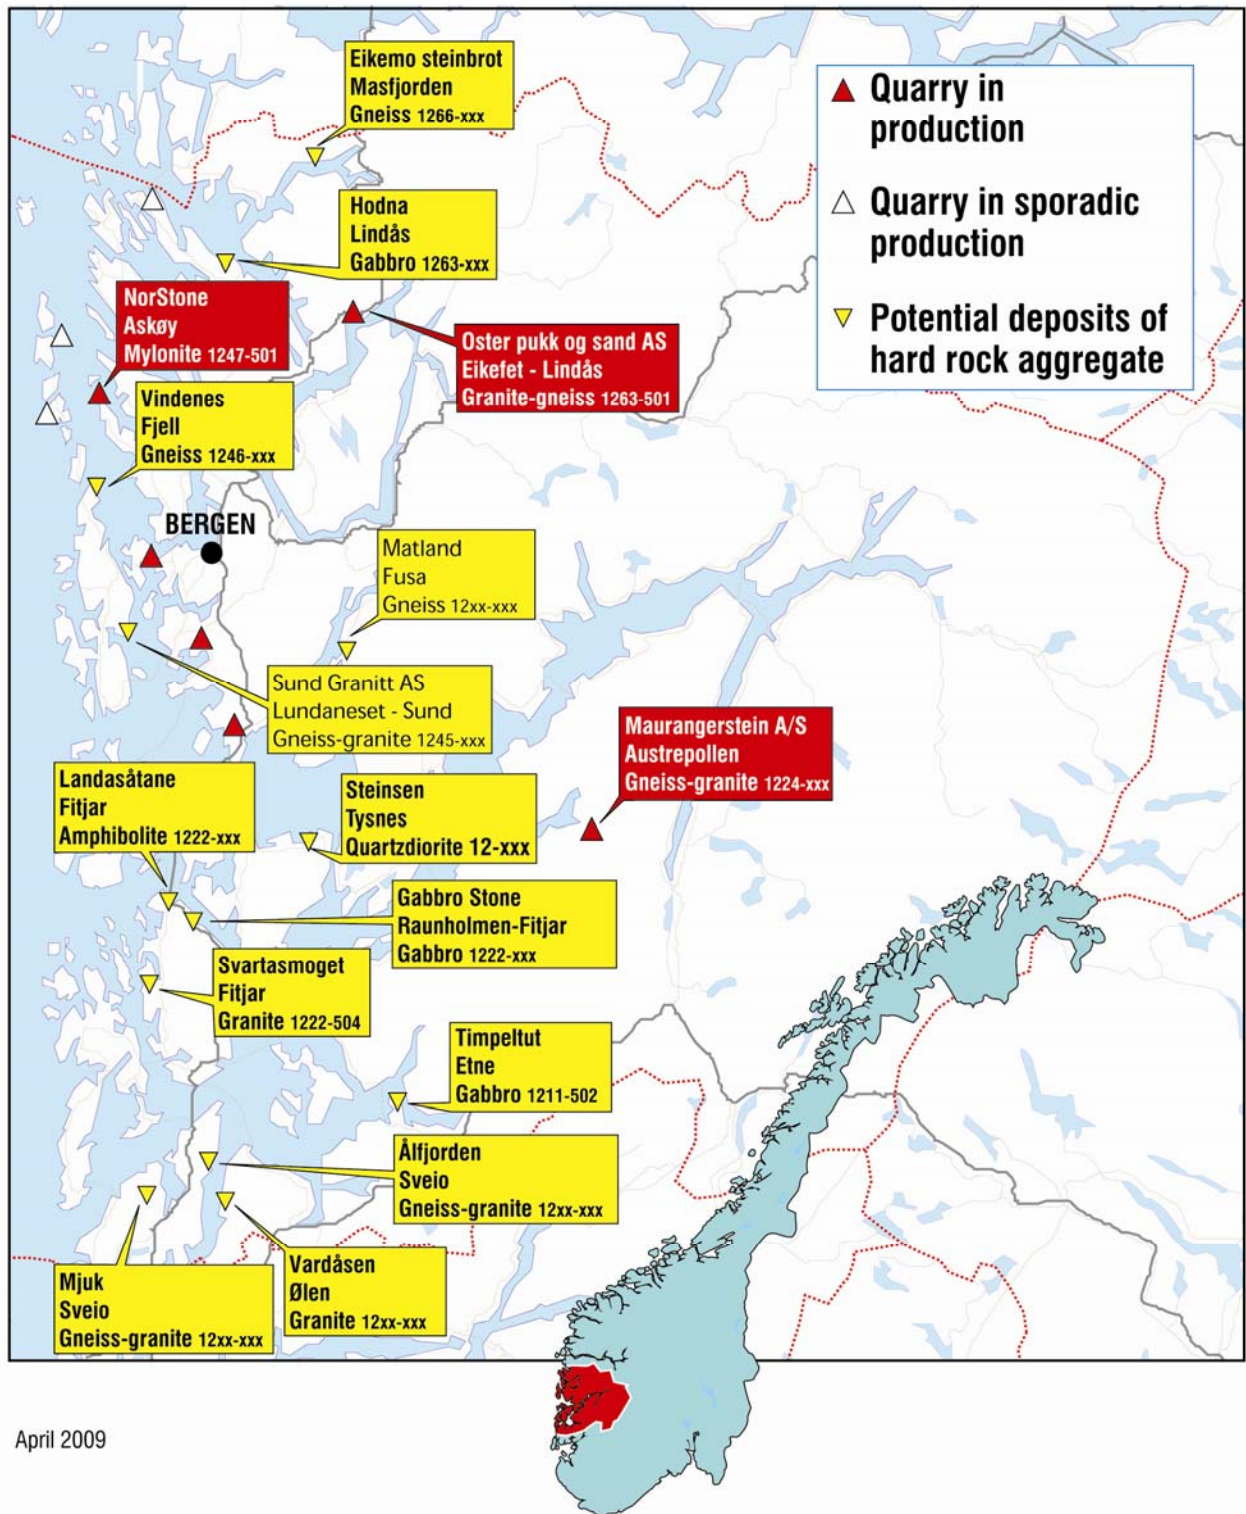 Eikemo steinbrot
Masfjorden
Gneiss 1266-xxx
Quarry in
production
Quarry in sporadic
production
Potential deposits of
hard rock aggregate
Hodna
Lindås
Gabbro 1263-xxx
NorStone
Askøy
Mylonite 1247-501
Oster pukk og sand AS
Eikefet - Lindås
Granite-gneiss 1263-501
Vindenes
Fjell
Gneiss 1246-xxx
BERGEN
Matland
Fusa
Gneiss 12xx-xxx
Sund Granitt AS
Lundaneset - Sund
Gneiss-granite 1245-xxx
Maurangerstein A/S
Austrepollen
Gneiss-granite 1224-xxx
Landasåtane
Fitjar
Amphibolite 1222-xxx
Steinsen
Tysnes
Quartzdiorite 12-xxx
Gabbro Stone
Raunholmen-Fitjar
Gabbro 1222-xxx
Svartasmoget
Fitjar
Granite 1222-504
Timpeltut
Etne
Gabbro 1211-502
Ålfjorden
Sveio
Gneiss-granite 12xx-xxx
Vardåsen
Ølen
Granite 12xx-xxx
Mjuk
Sveio
Gneiss-granite 12xx-xxx
April 2009